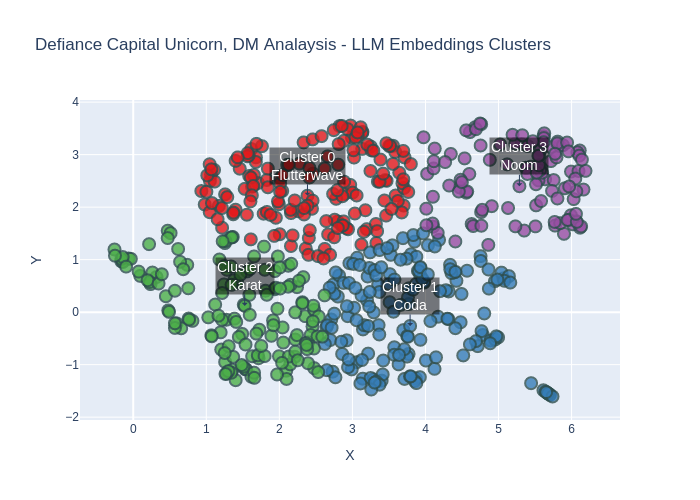 Defiance Capital Unicorn, DM Analaysis - LLM Embeddings Clusters
4
3
2
1
0
−1
−2
Y
Cluster 0
Flutterwave
Cluster 3
Noom
Cluster 2
Karat
Cluster 1
Coda
0
1
2
3
4
5
6
X